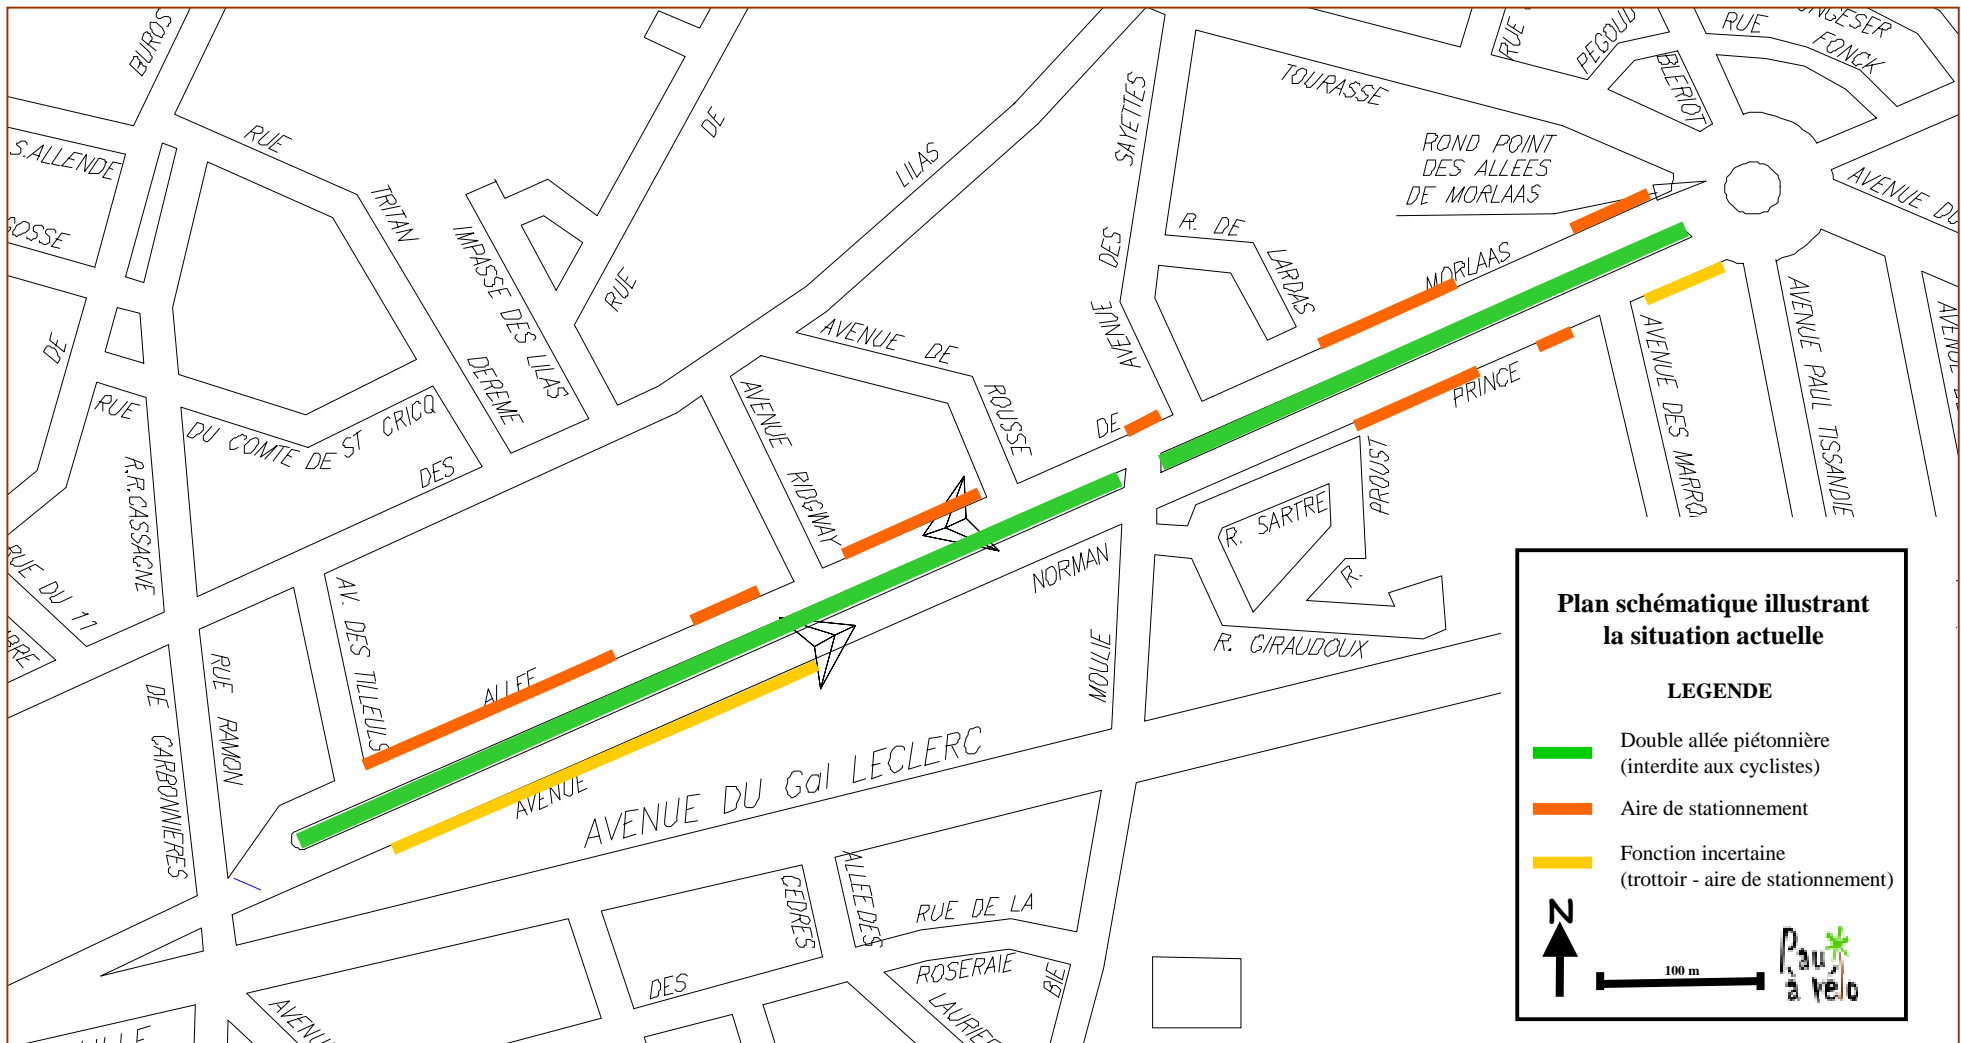 BUROS
RUE
TRITAN
DEREME
S.ALLENDE
DE
RUE
R.R.CASSAGNE
DU COMTE DE ST CRICQ
DES
IMPASSE DES LILAS
RUE
DE
LILAS
RUE DU 11
DE CARBONNIERES
RUE RAMON
AV. DES TILLEULS
AVENUE RIDGWAY
AVENUE DE
ROUSSE
AVENUE
DES
SAYETTES
TOURASSE
ROND POINT
DES ALLEES
DE MORLAAS
R. DE
LARDAS
RUE
PEGOUD
BLERIOT
RUE
FONCK
AVENUE DU
ALLEE
DE
MORLAAS
AVENUE
NORMAN
PRINCE
AVENUE DES MARRO
AVENUE PAUL TISSANDIE
AVENUE
PROUST
R.
R. SARTRE
R. GIRAUDOUX
MOULIE
AVENUE DU Gal LECLERC
CEDRES
DES
ALLEE DES
RUE DE LA
ROSERAIE
LAURIE
BIE
AVENU
Plan schématique illustrant
la situation actuelle
LEGENDE
Double allée piétonnière
(interdite aux cyclistes)
Aire de stationnement
Fonction incertaine
(trottoir - aire de stationnement)
N
100 m
Pau
à vélo